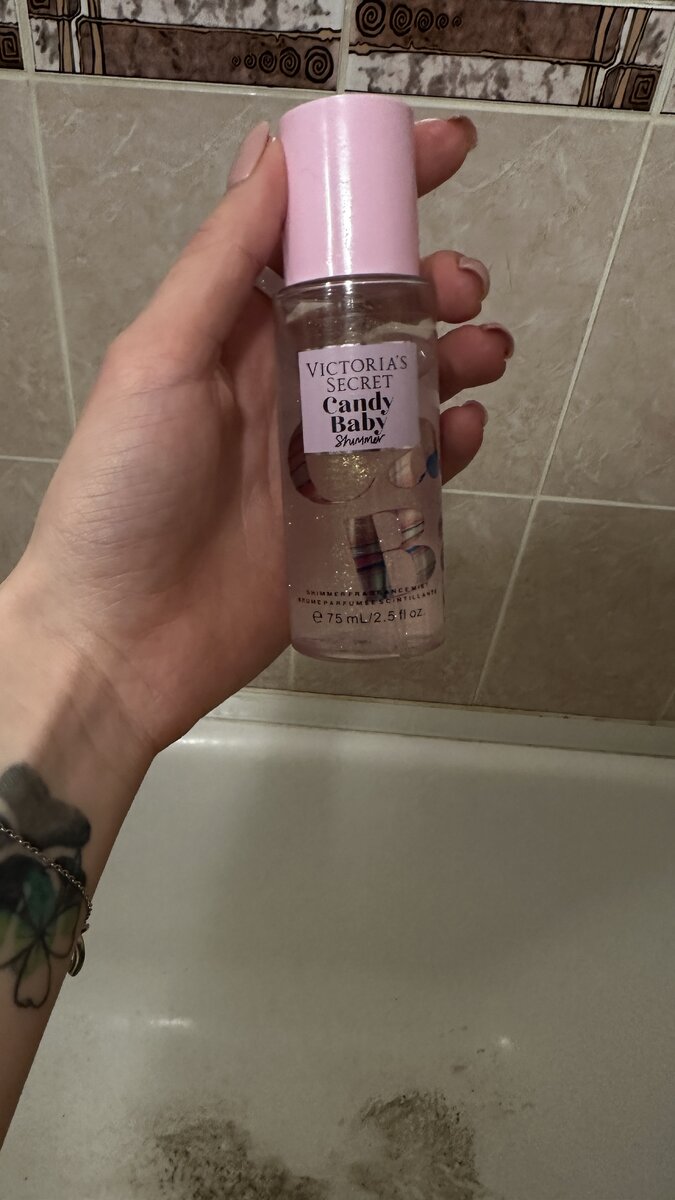 VICTORIA'S
SECRET
Candy
Baby
Shimmer
SHIMMER FRAGRANCE MIST
BRUME PARFUMÉE SCINTILLANTE
e 75 mL/2.5 fl oz.
B